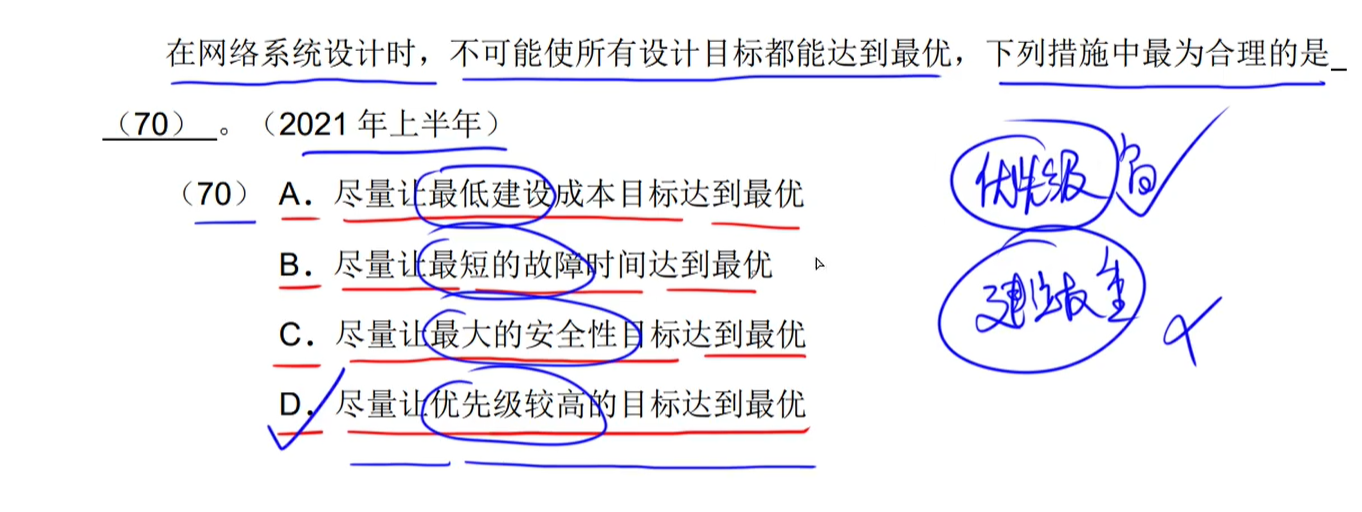 在网络系统设计时，不可能使所有设计目标都能达到最优，下列措施中最为合理的是_
（70） 。（2021 年上半年）
（70） A. 尽量让最低建设成本目标达到最优
B. 尽量让最短的故障时间达到最优
C. 尽量让最大的安全性目标达到最优
D. 尽量让优先级较高的目标达到最优
优先级